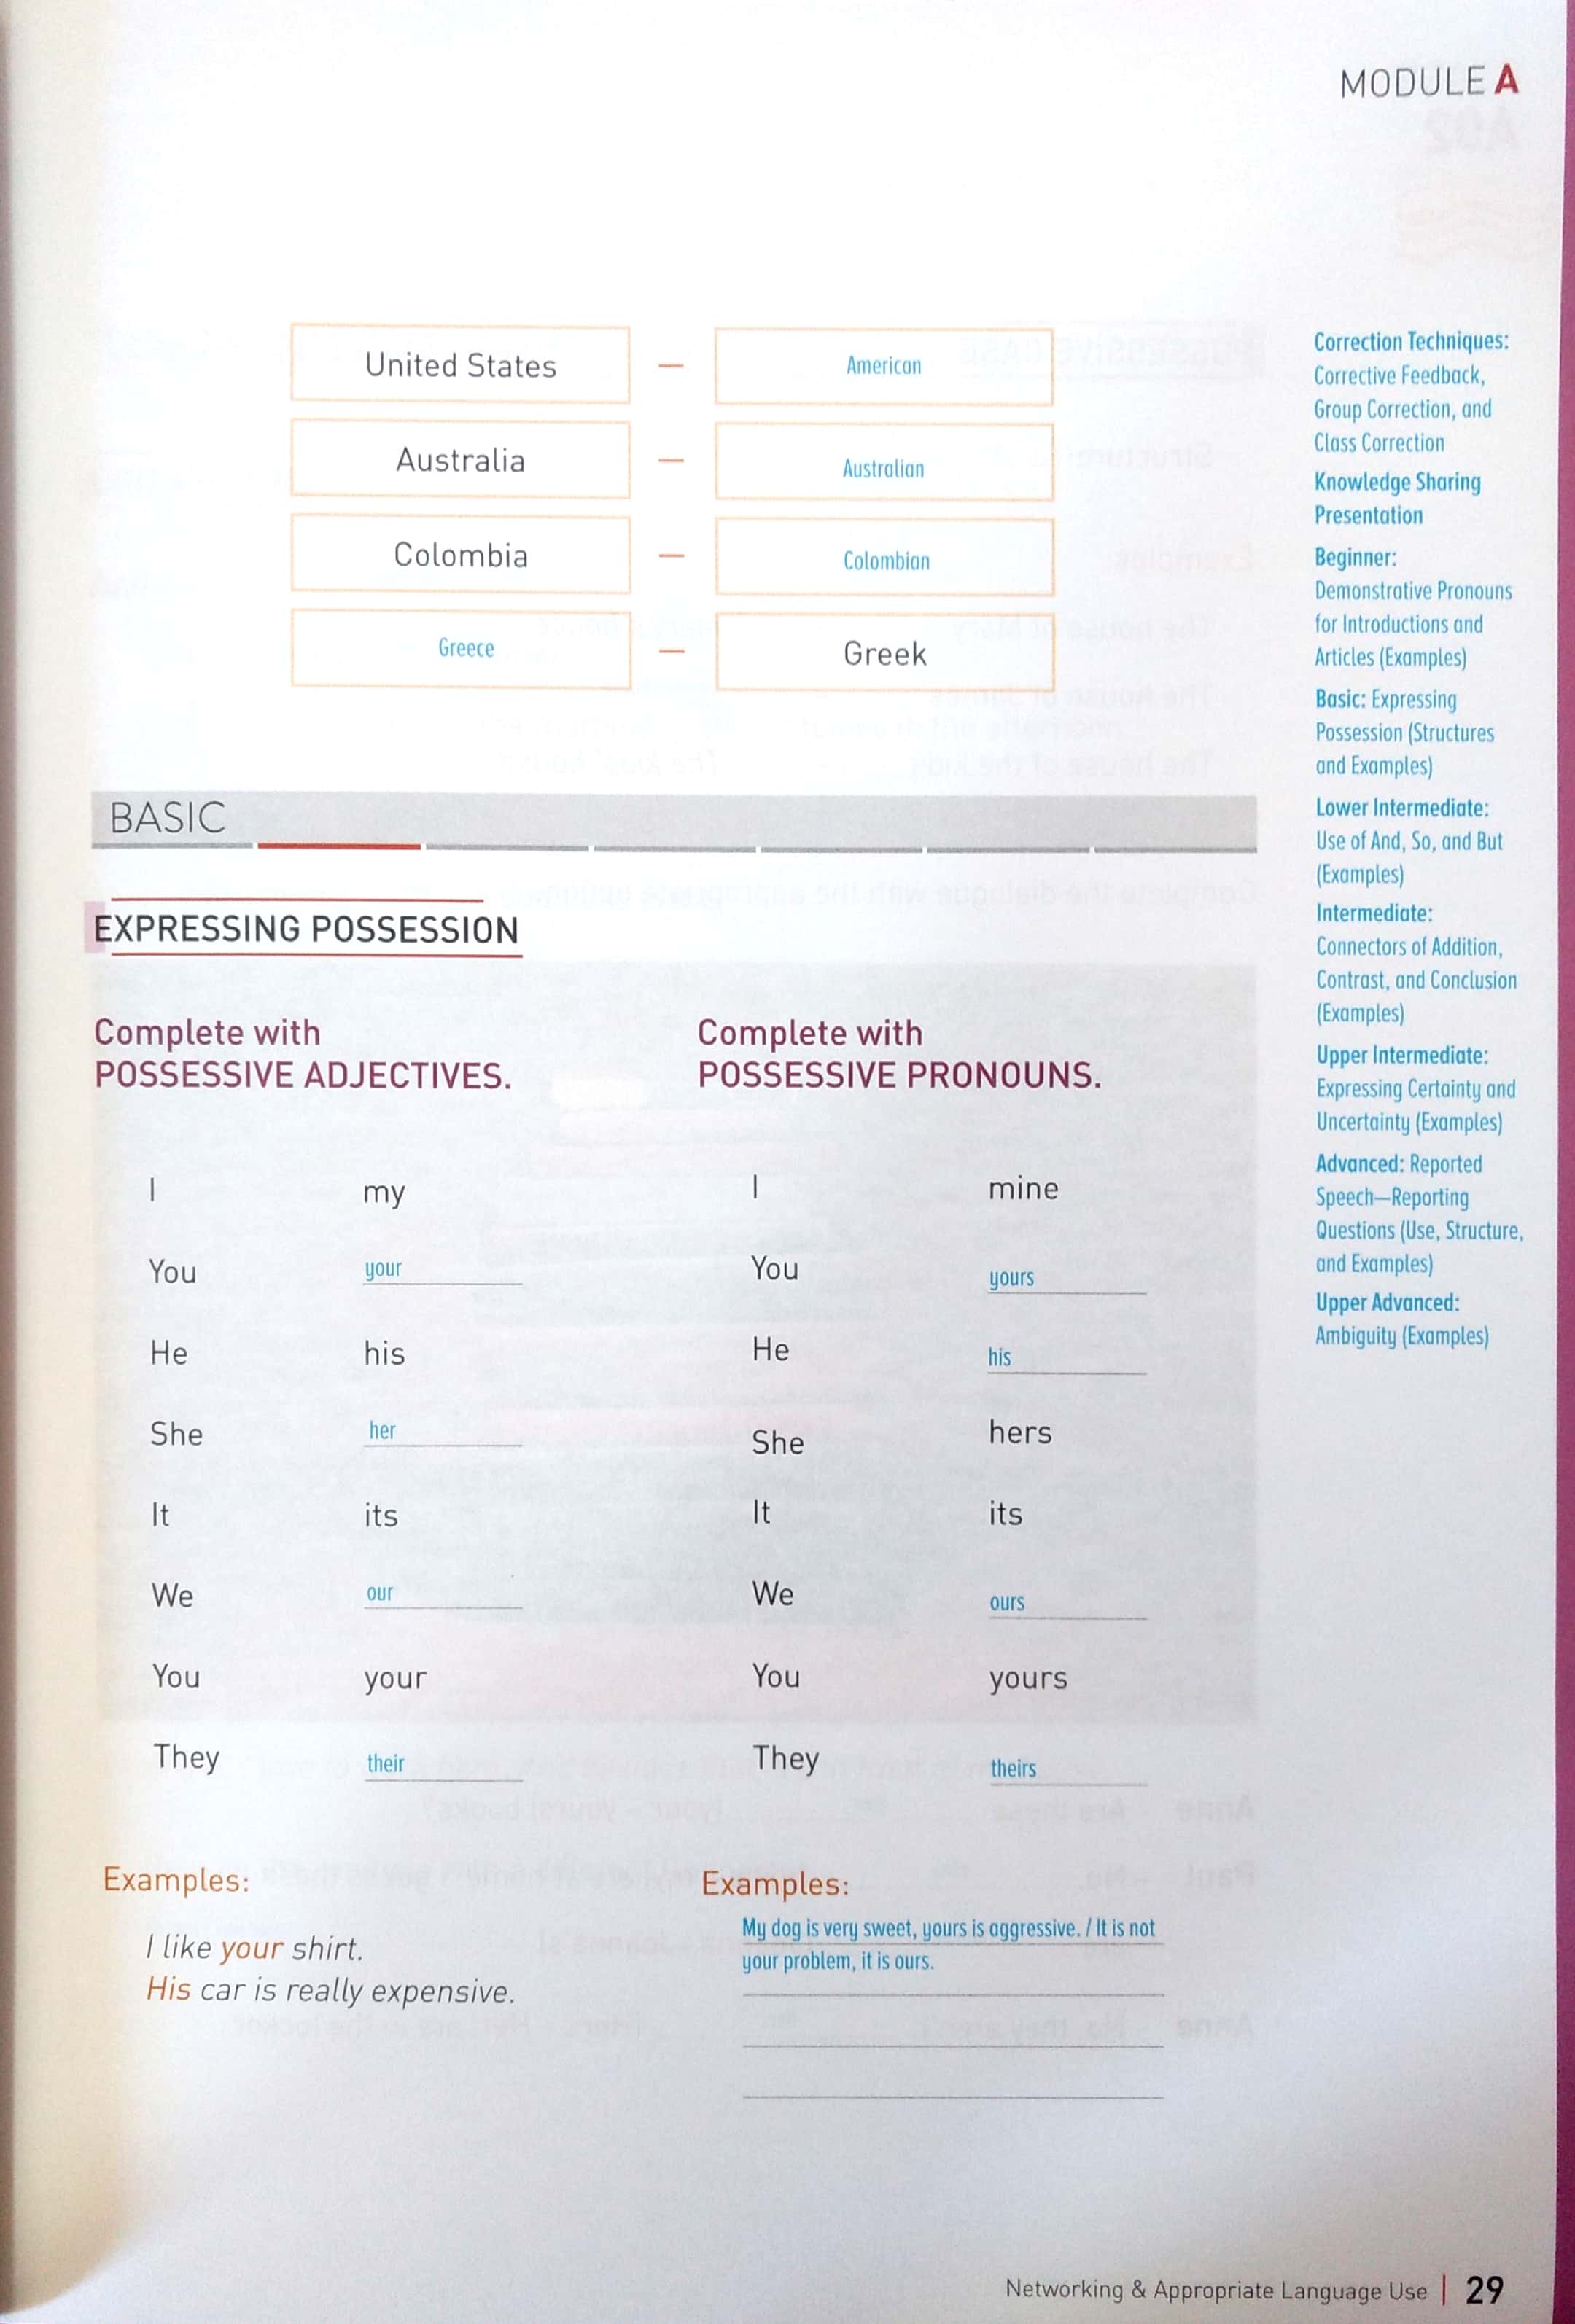 MODULE A
United States — American
Australia — Australian
Colombia — Colombian
Greece — Greek
Correction Techniques:
Corrective Feedback,
Group Correction, and
Class Correction
Knowledge Sharing
Presentation
Beginner:
Demonstrative Pronouns
for Introductions and
Articles (Examples)
Basic: Expressing
Possession (Structures
and Examples)
Lower Intermediate:
Use of And, So, and But
(Examples)
Intermediate:
Connectors of Addition,
Contrast, and Conclusion
(Examples)
Upper Intermediate:
Expressing Certainty and
Uncertainty (Examples)
Advanced: Reported
Speech—Reporting
Questions (Use, Structure,
and Examples)
Upper Advanced:
Ambiguity (Examples)
BASIC
EXPRESSING POSSESSION
Complete with
POSSESSIVE ADJECTIVES.
I my
You your
He his
She her
It its
We our
You your
They their
Examples:
I like your shirt.
His car is really expensive.
Complete with
POSSESSIVE PRONOUNS.
I mine
You yours
He his
She hers
It its
We ours
You yours
They theirs
Examples:
My dog is very sweet, yours is aggressive. / It is not
your problem, it is ours.
Networking & Appropriate Language Use | 29